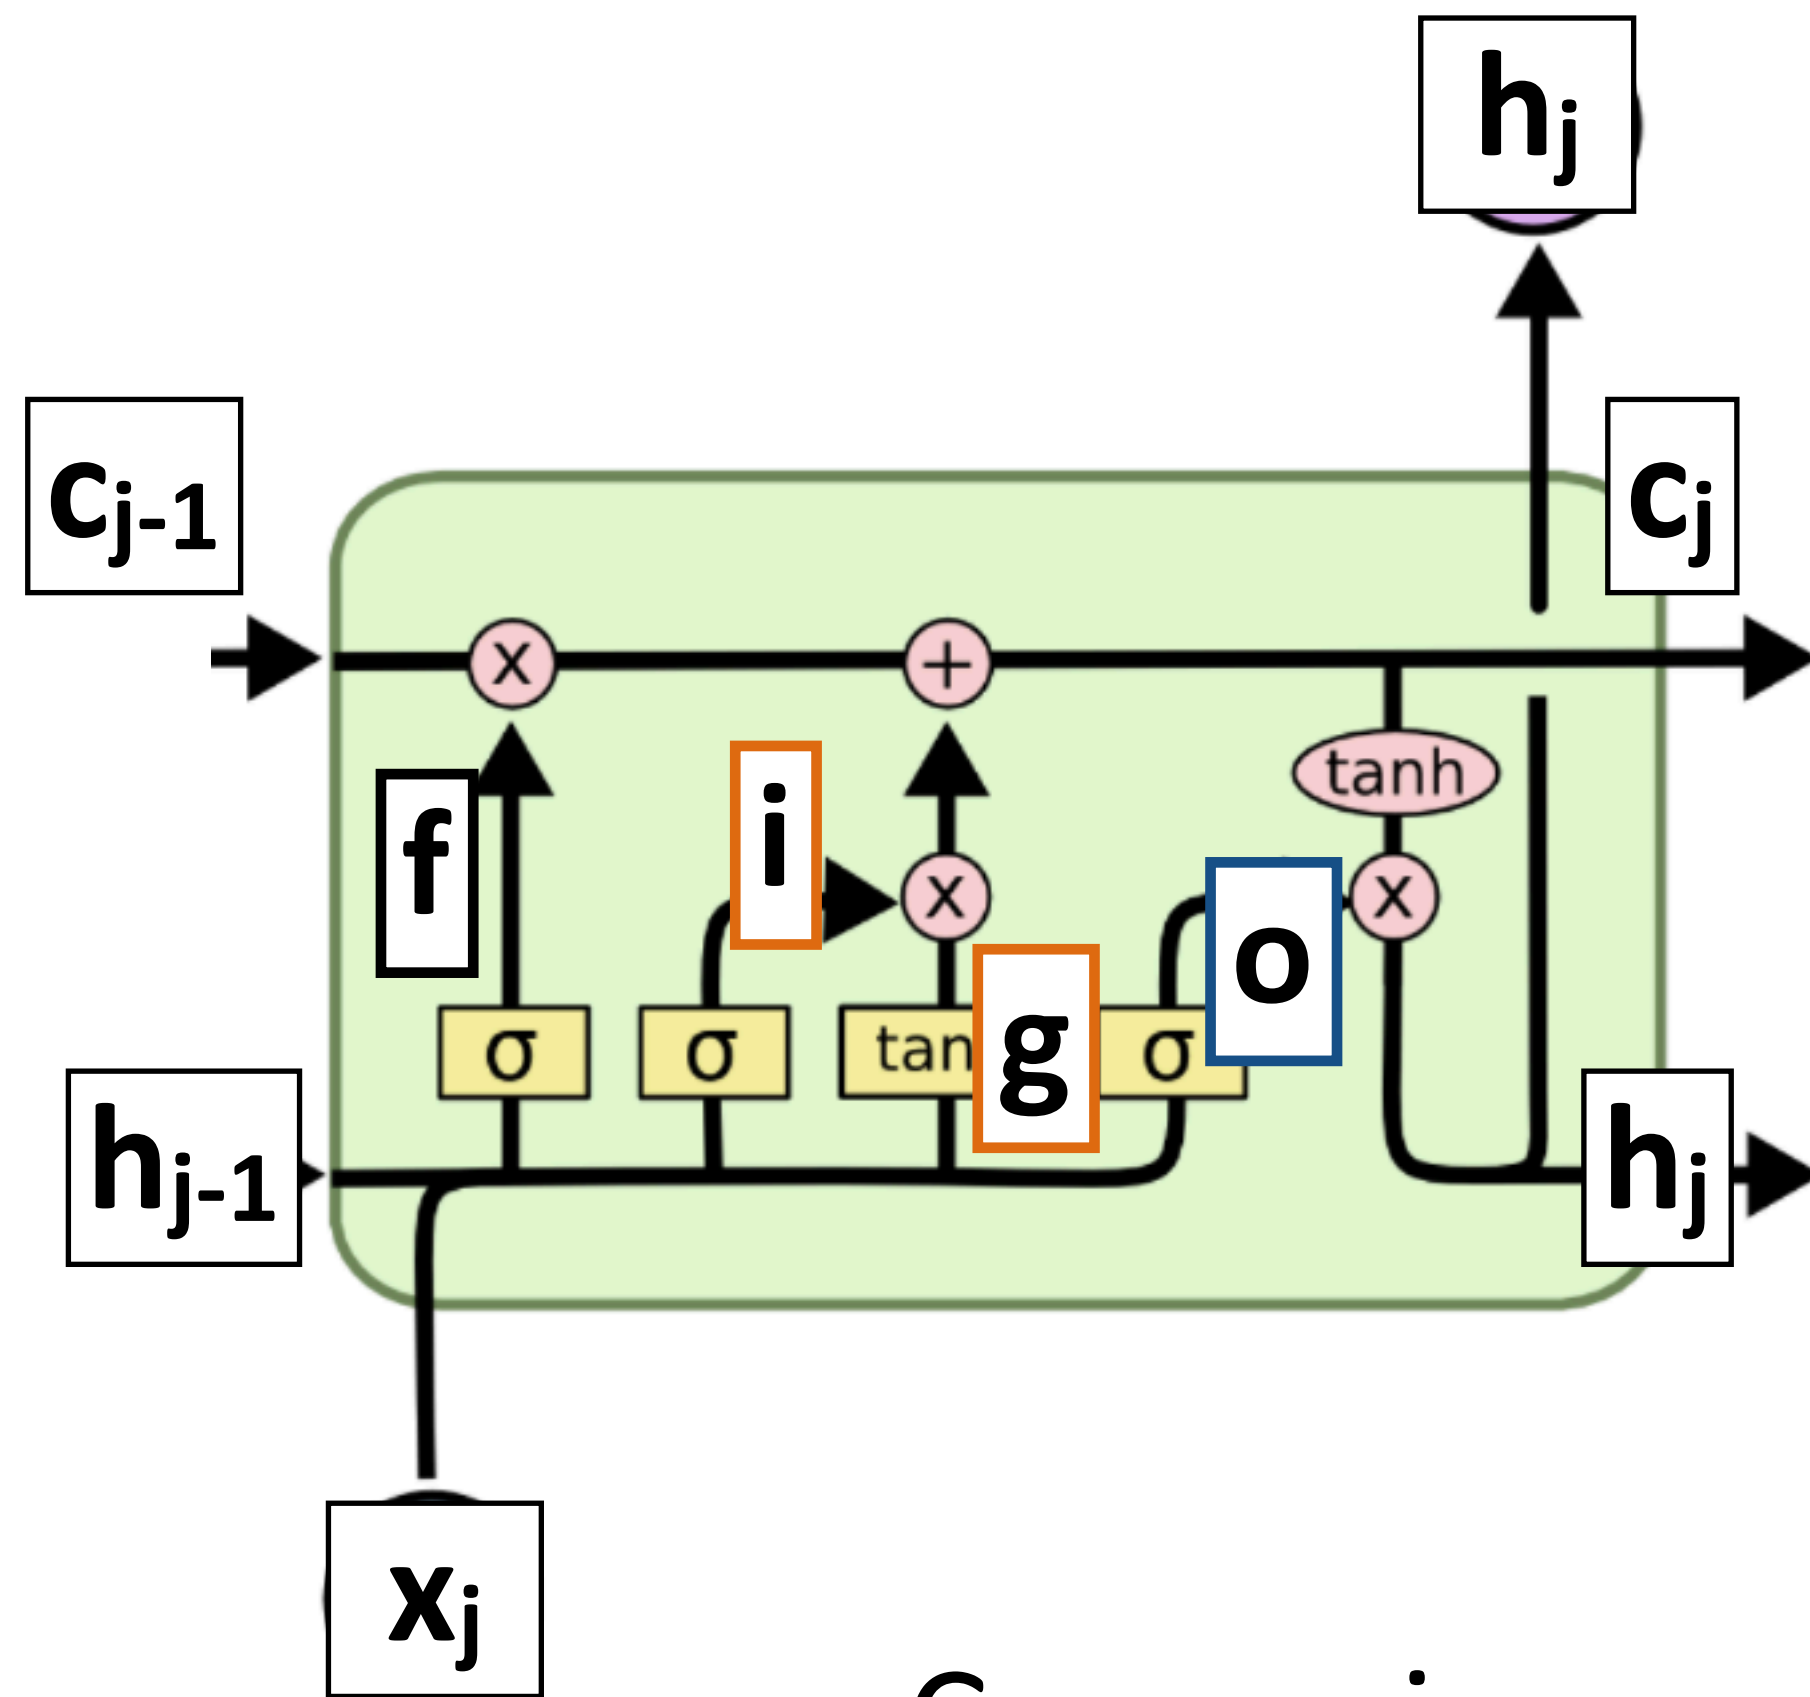 hj
cj-1
cj
x
+
tanh
f
i
x
x
o
σ
σ
tan
g
σ
hj-1
hj
xj